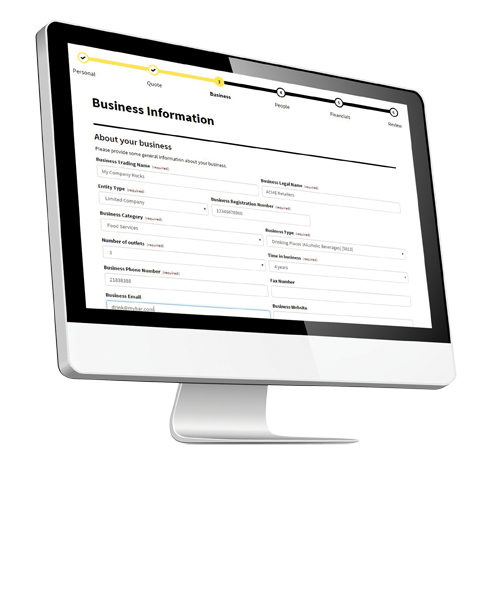 Personal
Quote
3
Business
4
People
5
Financials
6
Review
Business Information
About your business
Please provide some general information about your business.
Business Trading Name (required)
My Company Rocks
Business Legal Name (required)
ACME Retailers
Entity Type (required)
Limited Company
Business Registration Number (required)
Business Category (required)
Food Services
Business Type (required)
Drinking Places (Alcoholic Beverages) [5813]
Number of outlets (required)
Time in business (required)
4 years
Business Phone Number (required)
Fax Number
Business Email
Business Website